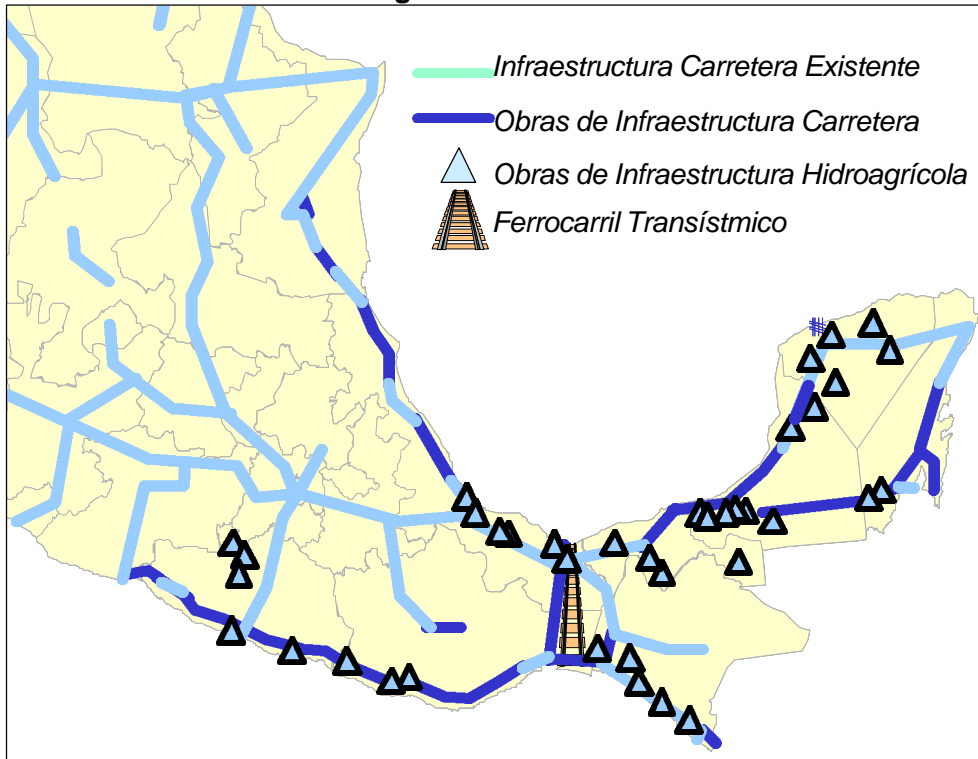 Infraestructura Carretera Existente
Obras de Infraestructura Carretera
Obras de Infraestructura Hidroagrícola
Ferrocarril Transístmico